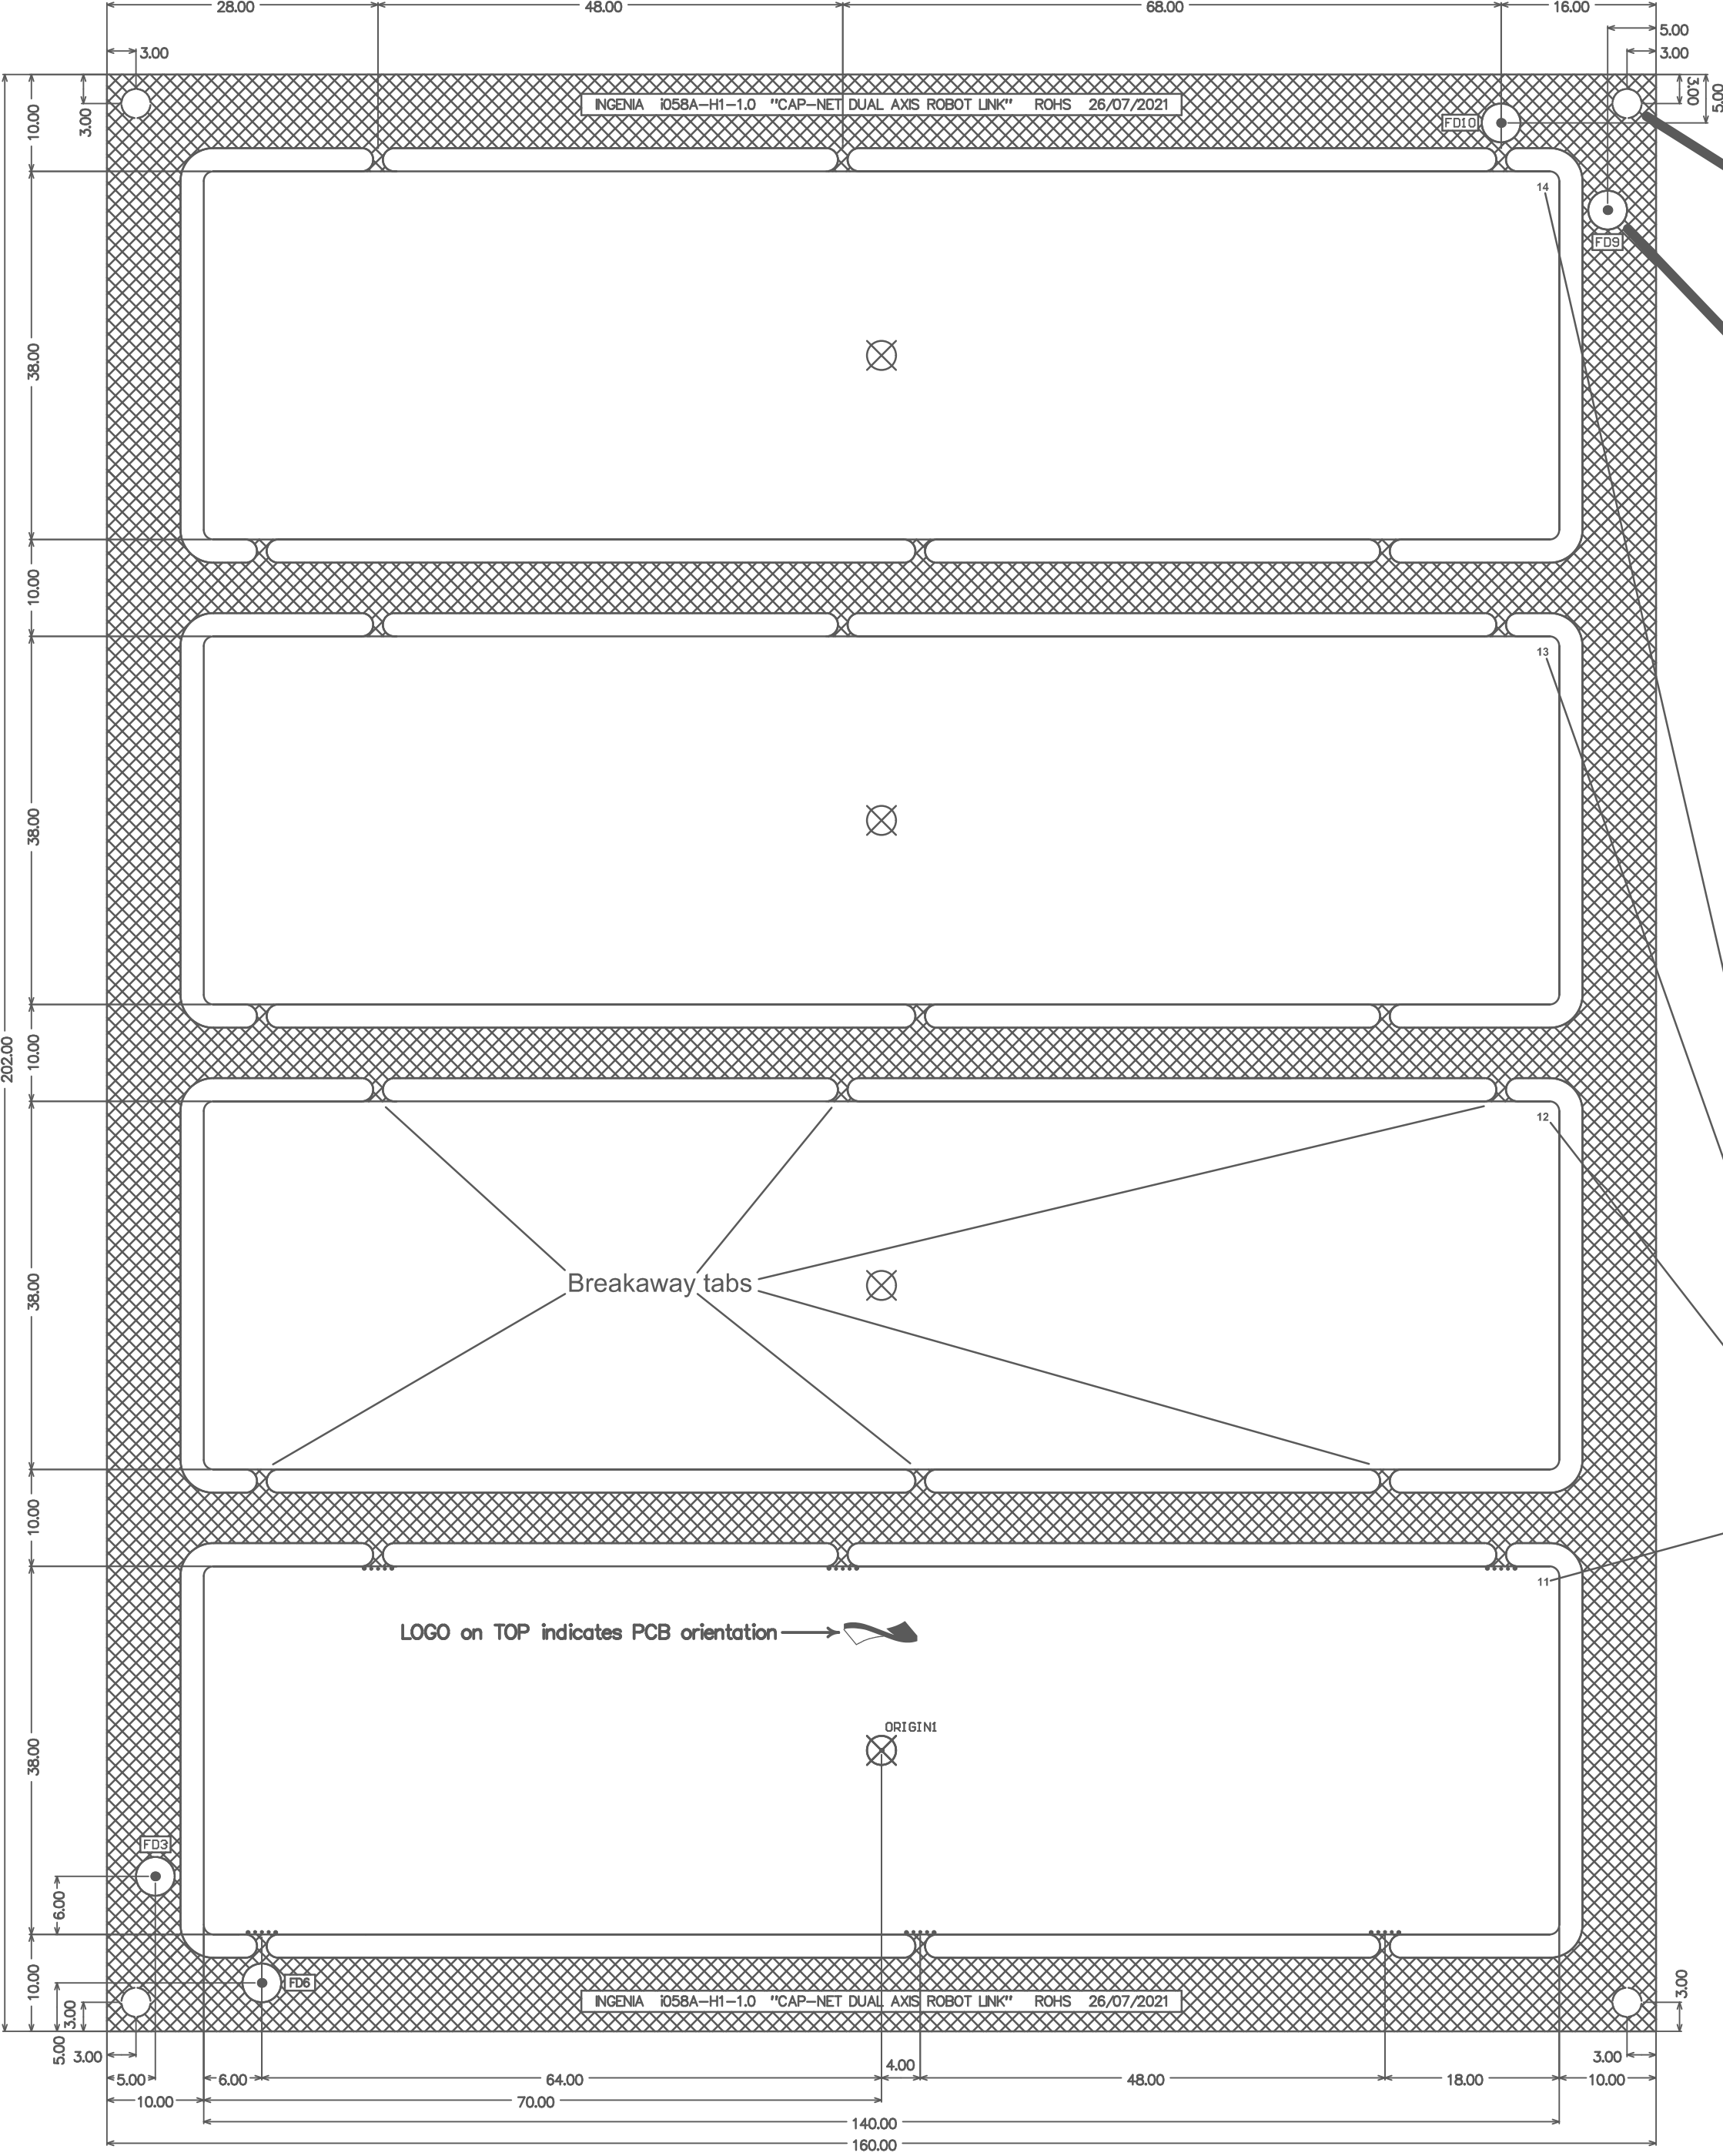 28.00 48.00 68.00 16.00
5.00
3.00 3.00
3.00 5.00
10.00 3.00 INGENIA i058A-H1-1.0 "CAP-NET DUAL AXIS ROBOT LINK" ROHS 26/07/2021 FD10
14
FD9
38.00
10.00
13
38.00
202.00 10.00
12
38.00 Breakaway tabs
10.00
11
LOGO on TOP indicates PCB orientation
ORIGIN1
38.00
FD3
6.00
10.00 FD6
3.00 INGENIA i058A-H1-1.0 "CAP-NET DUAL AXIS ROBOT LINK" ROHS 26/07/2021 3.00
5.00 3.00 4.00 3.00
5.00 6.00 64.00 48.00 18.00 10.00
10.00 70.00
140.00
160.00